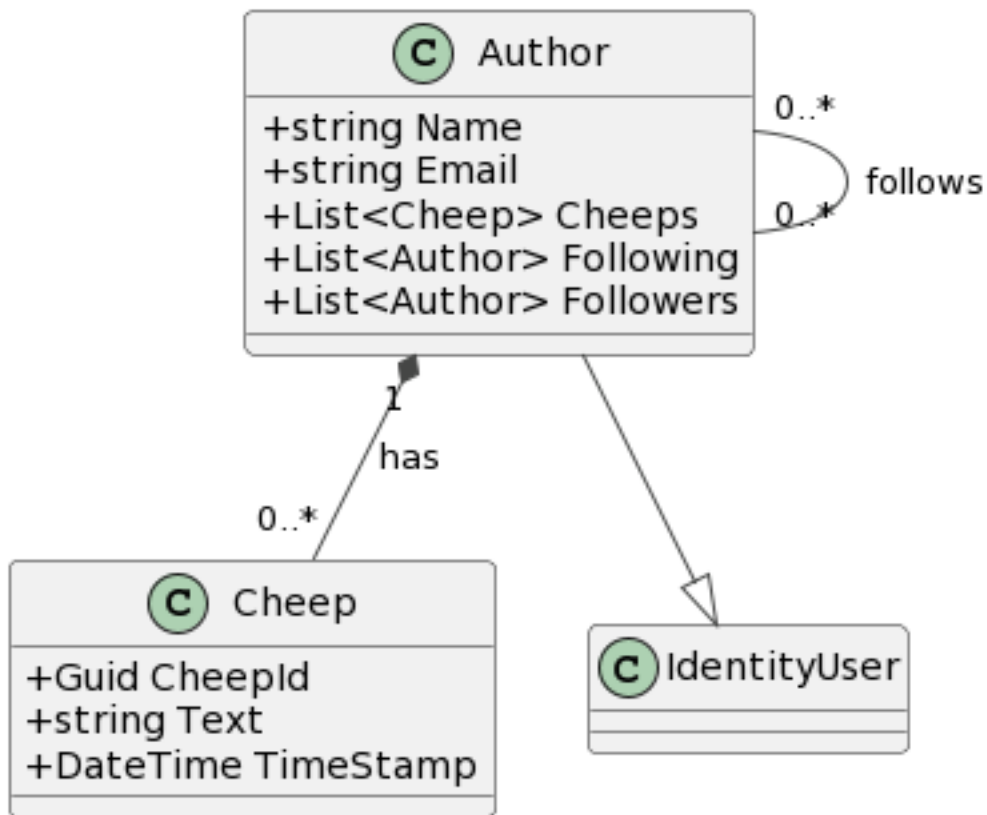 C Author
+string Name
+string Email
+List<Cheep> Cheeps
+List<Author> Following
+List<Author> Followers
0..*
follows
0..*
1
has
0..*
C Cheep
+Guid CheepId
+string Text
+DateTime TimeStamp
C IdentityUser